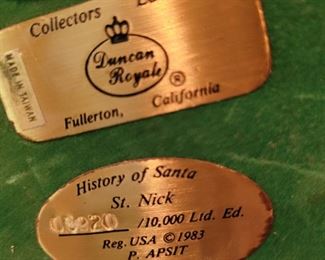 Collectors
MADE IN TAIWAN
Duncan
Royale ®
Fullerton, California
History of Santa
St. Nick
/10,000 Ltd. Ed.
Reg. USA © 1983
P. APSIT